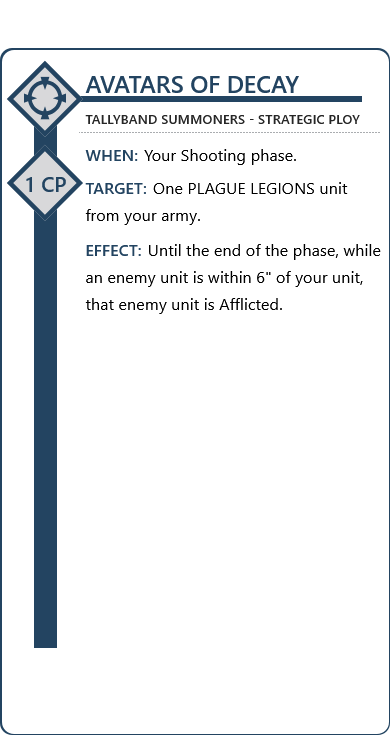 AVATARS OF DECAY
TALLYBAND SUMMONERS - STRATEGIC PLOY
WHEN: Your Shooting phase.
1 CP
TARGET: One PLAGUE LEGIONS unit
from your army.
EFFECT: Until the end of the phase, while
an enemy unit is within 6" of your unit,
that enemy unit is Afflicted.